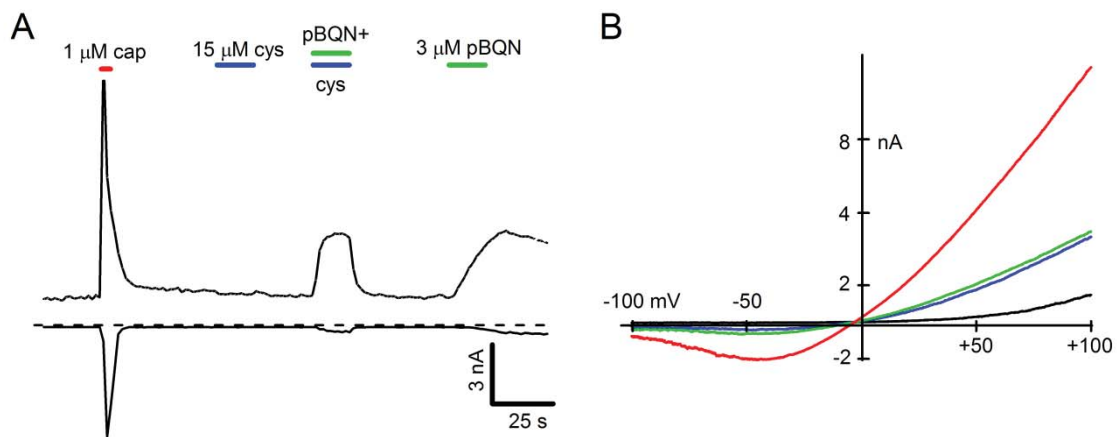 A
1 μM cap
15 μM cys
pBQN+
cys
3 μM pBQN
3 nA
25 s
B
nA
8
4
2
-2
-100 mV
-50
+50
+100